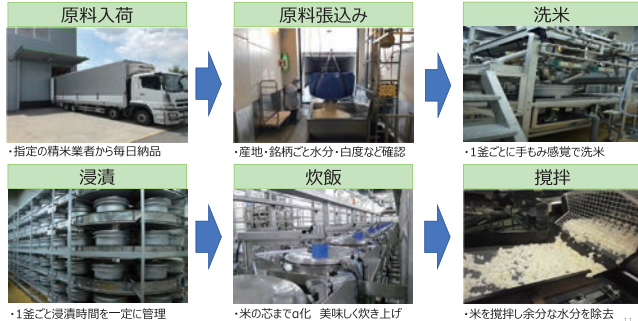 原料入荷
原料張込み
洗米
・指定の精米業者から毎日納品
・産地・銘柄ごと水分・白度など確認
・1釜ごとに手もみ感覚で洗米
浸漬
炊飯
撹拌
・1釜ごと浸漬時間を一定に管理
・米の芯までα化　美味しく炊き上げ
・米を撹拌し余分な水分を除去
11